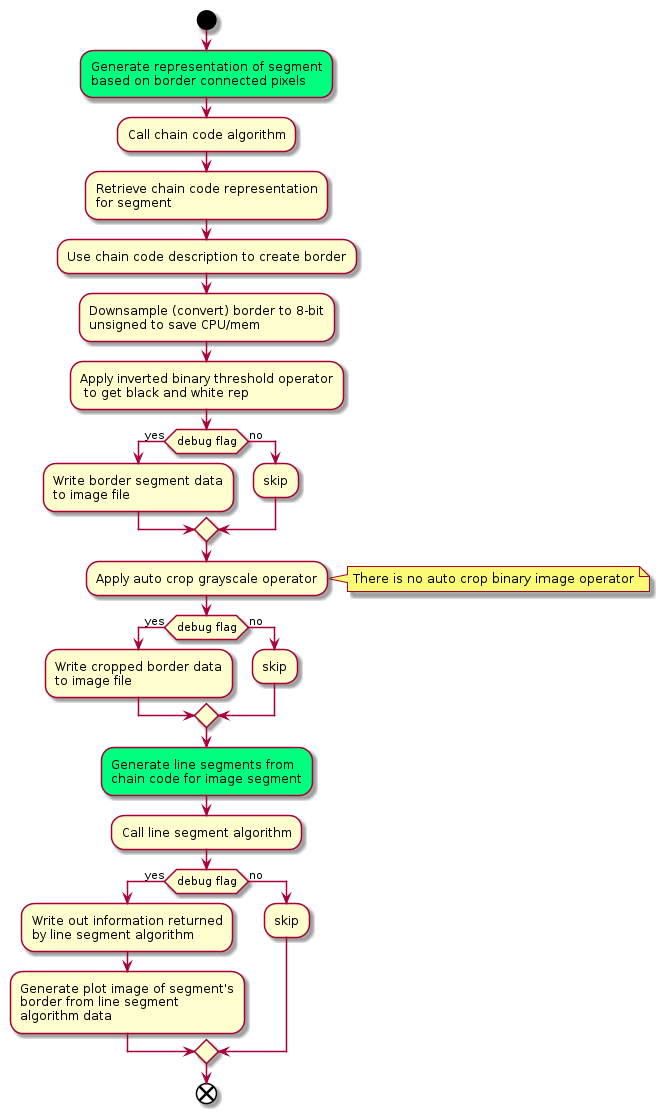 Generate representation of segment
based on border connected pixels
Call chain code algorithm
Retrieve chain code representation
for segment
Use chain code description to create border
Downsample (convert) border to 8-bit
unsigned to save CPU/mem
Apply inverted binary threshold operator
to get black and white rep
yes
debug flag
no
Write border segment data
to image file
skip
Apply auto crop grayscale operator
There is no auto crop binary image operator
yes
debug flag
no
Write cropped border data
to image file
skip
Generate line segments from
chain code for image segment
Call line segment algorithm
yes
debug flag
no
Write out information returned
by line segment algorithm
skip
Generate plot image of segment's
border from line segment
algorithm data